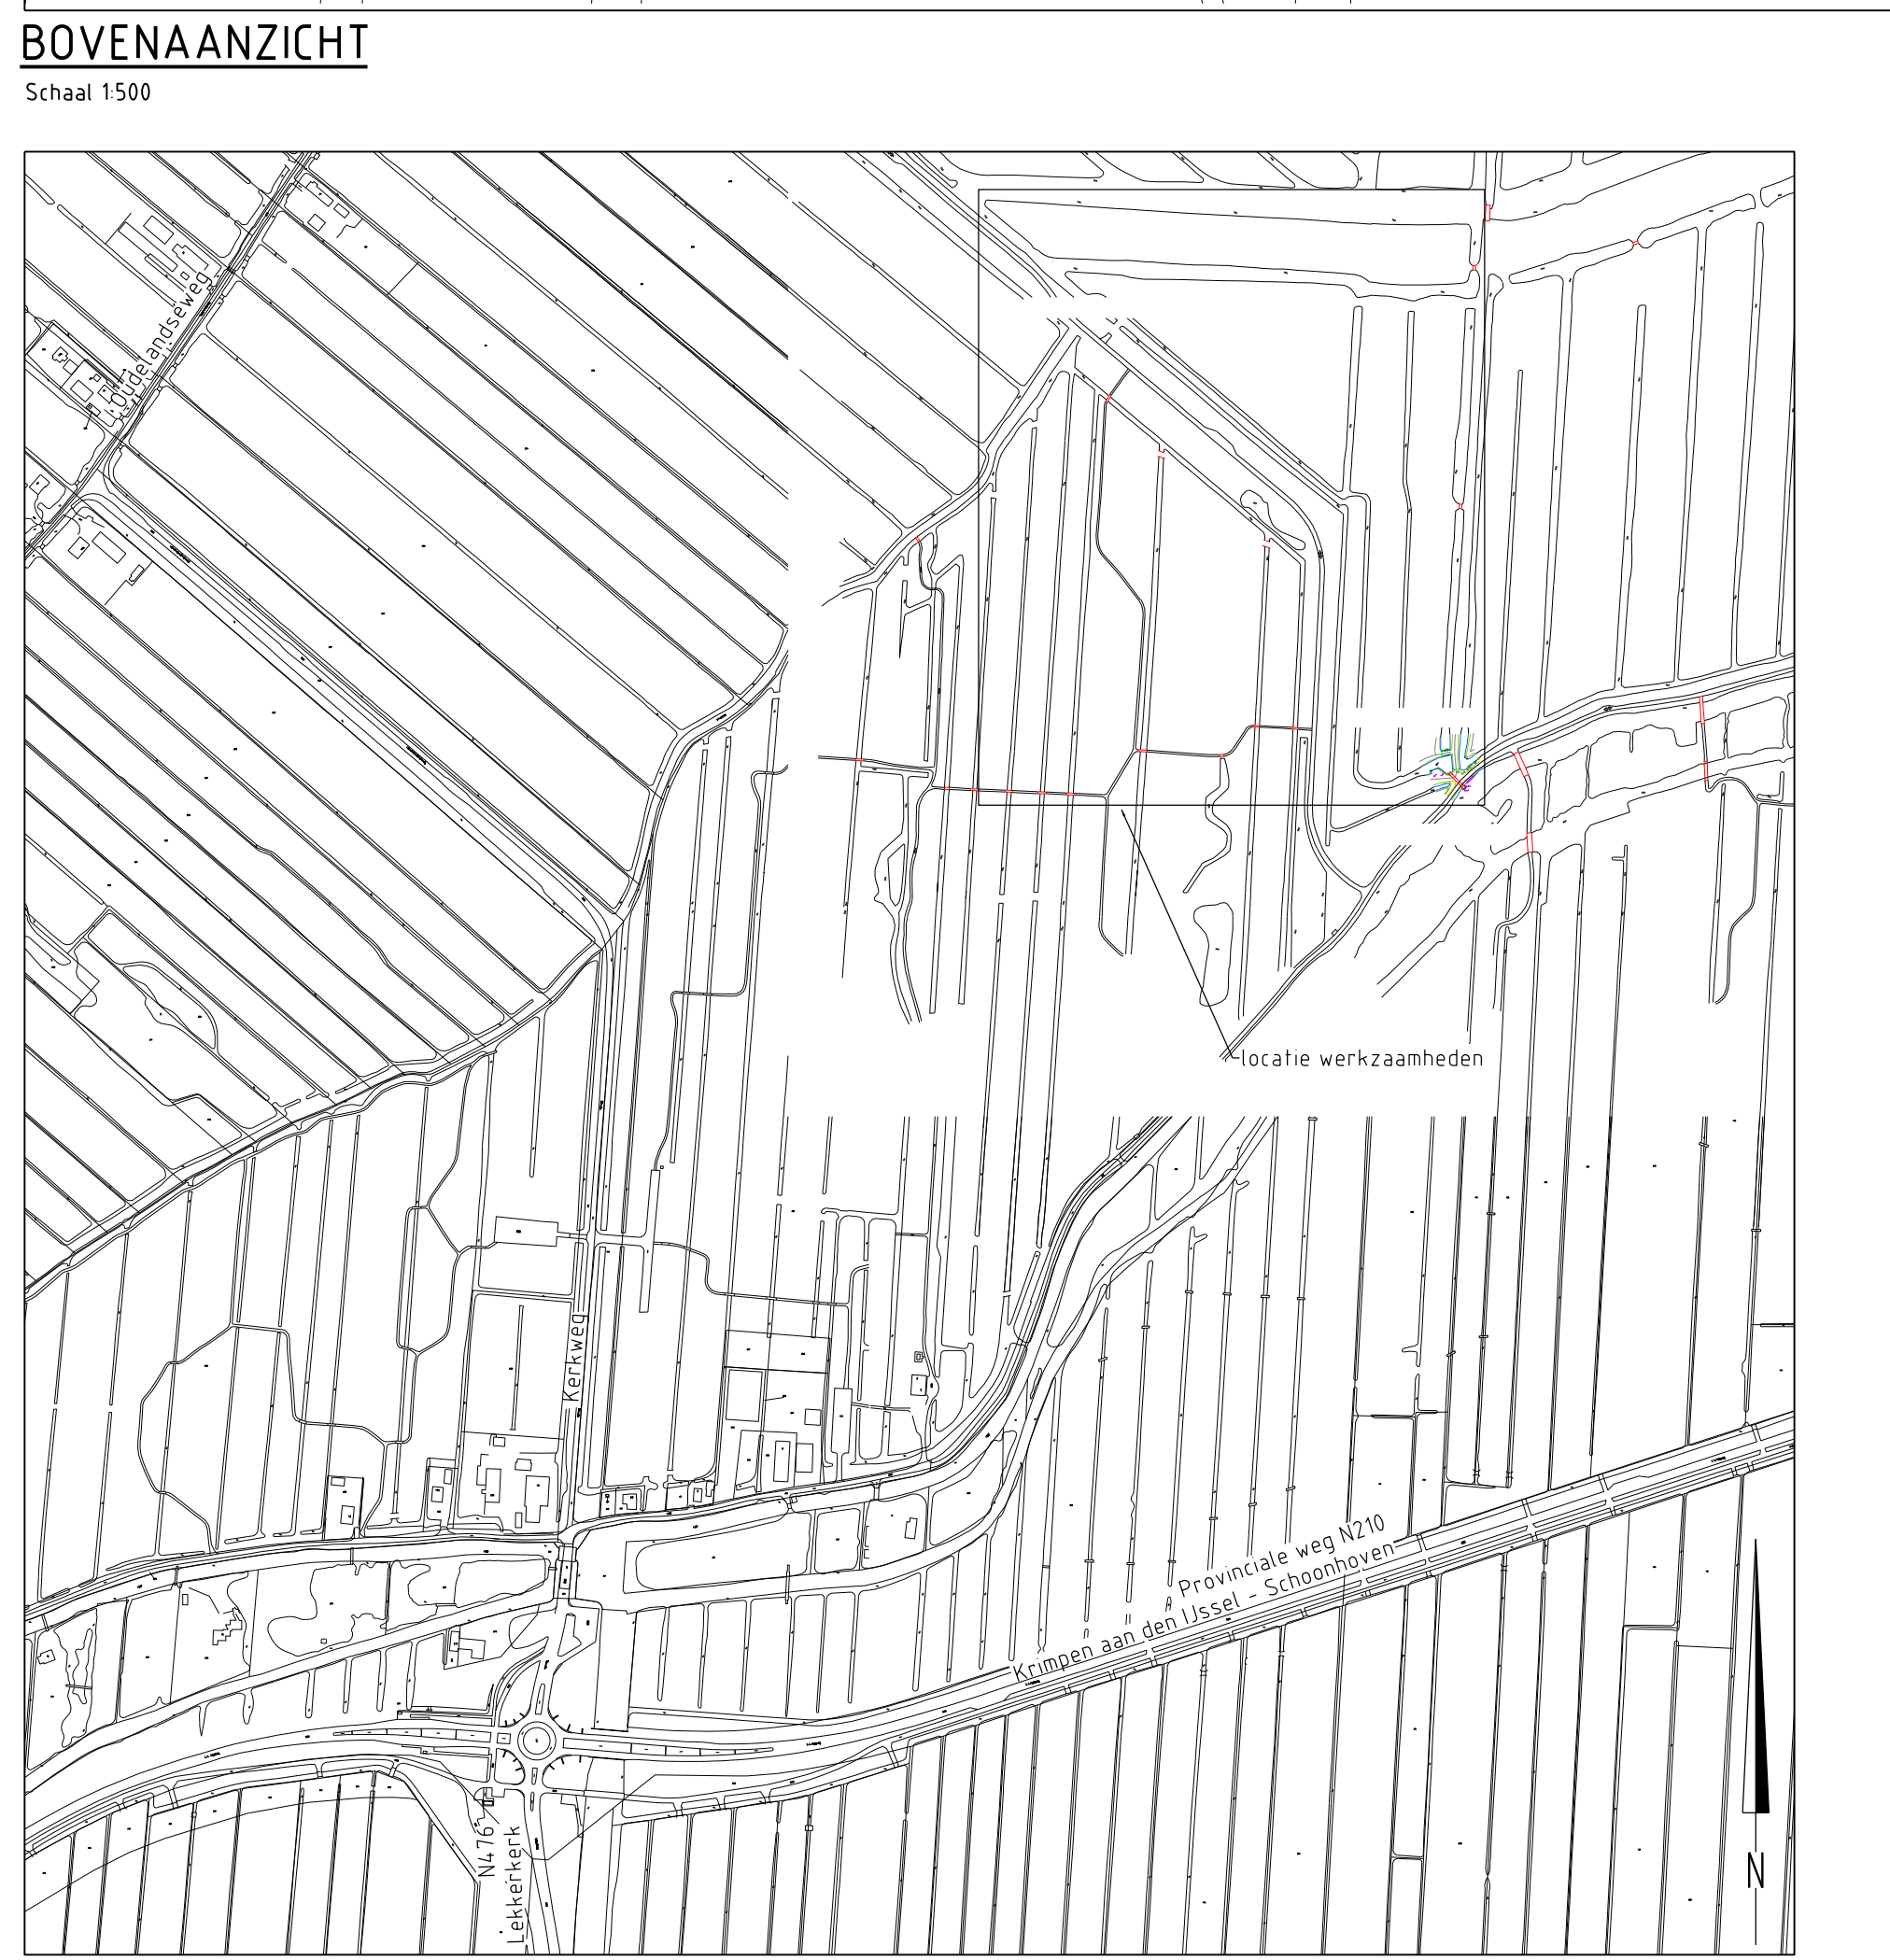 BOVENAANZICHT
Schaal 1:500
Oudelandseweg
locatie werkzaamheden
Kerkweg
Provinciale weg N210
Krimpen aan den IJssel - Schoonhoven
N476
Lekkerkerk
N